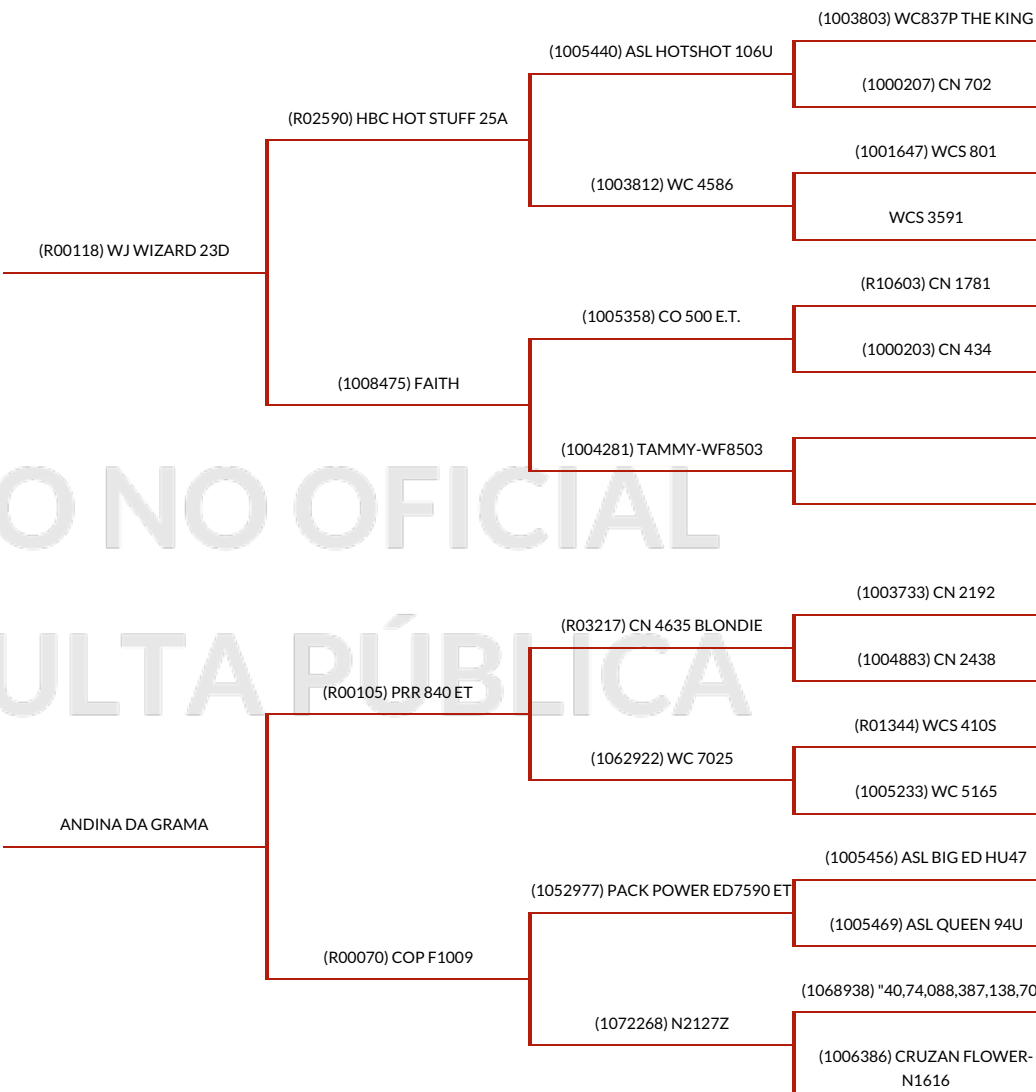 (1003803) WC837P THE KING
(1005440) ASL HOTSHOT 106U
(1000207) CN 702
(R02590) HBC HOT STUFF 25A
(1001647) WCS 801
(1003812) WC 4586
WCS 3591
(R00118) WJ WIZARD 23D
(R10603) CN 1781
(1005358) CO 500 E.T.
(1000203) CN 434
(1008475) FAITH
(1004281) TAMMY-WF8503
O NO OFICIAL
(1003733) CN 2192
(R03217) CN 4635 BLONDIE
(1004883) CN 2438
ULTA PÚBLICA
(R00105) PRR 840 ET
(R01344) WCS 410S
(1062922) WC 7025
(1005233) WC 5165
ANDINA DA GRAMA
(1005456) ASL BIG ED HU47
(1052977) PACK POWER ED7590 ET
(1005469) ASL QUEEN 94U
(R00070) COP F1009
(1068938) "40,74,088,387,138,70
(1072268) N2127Z
(1006386) CRUZAN FLOWER-
N1616